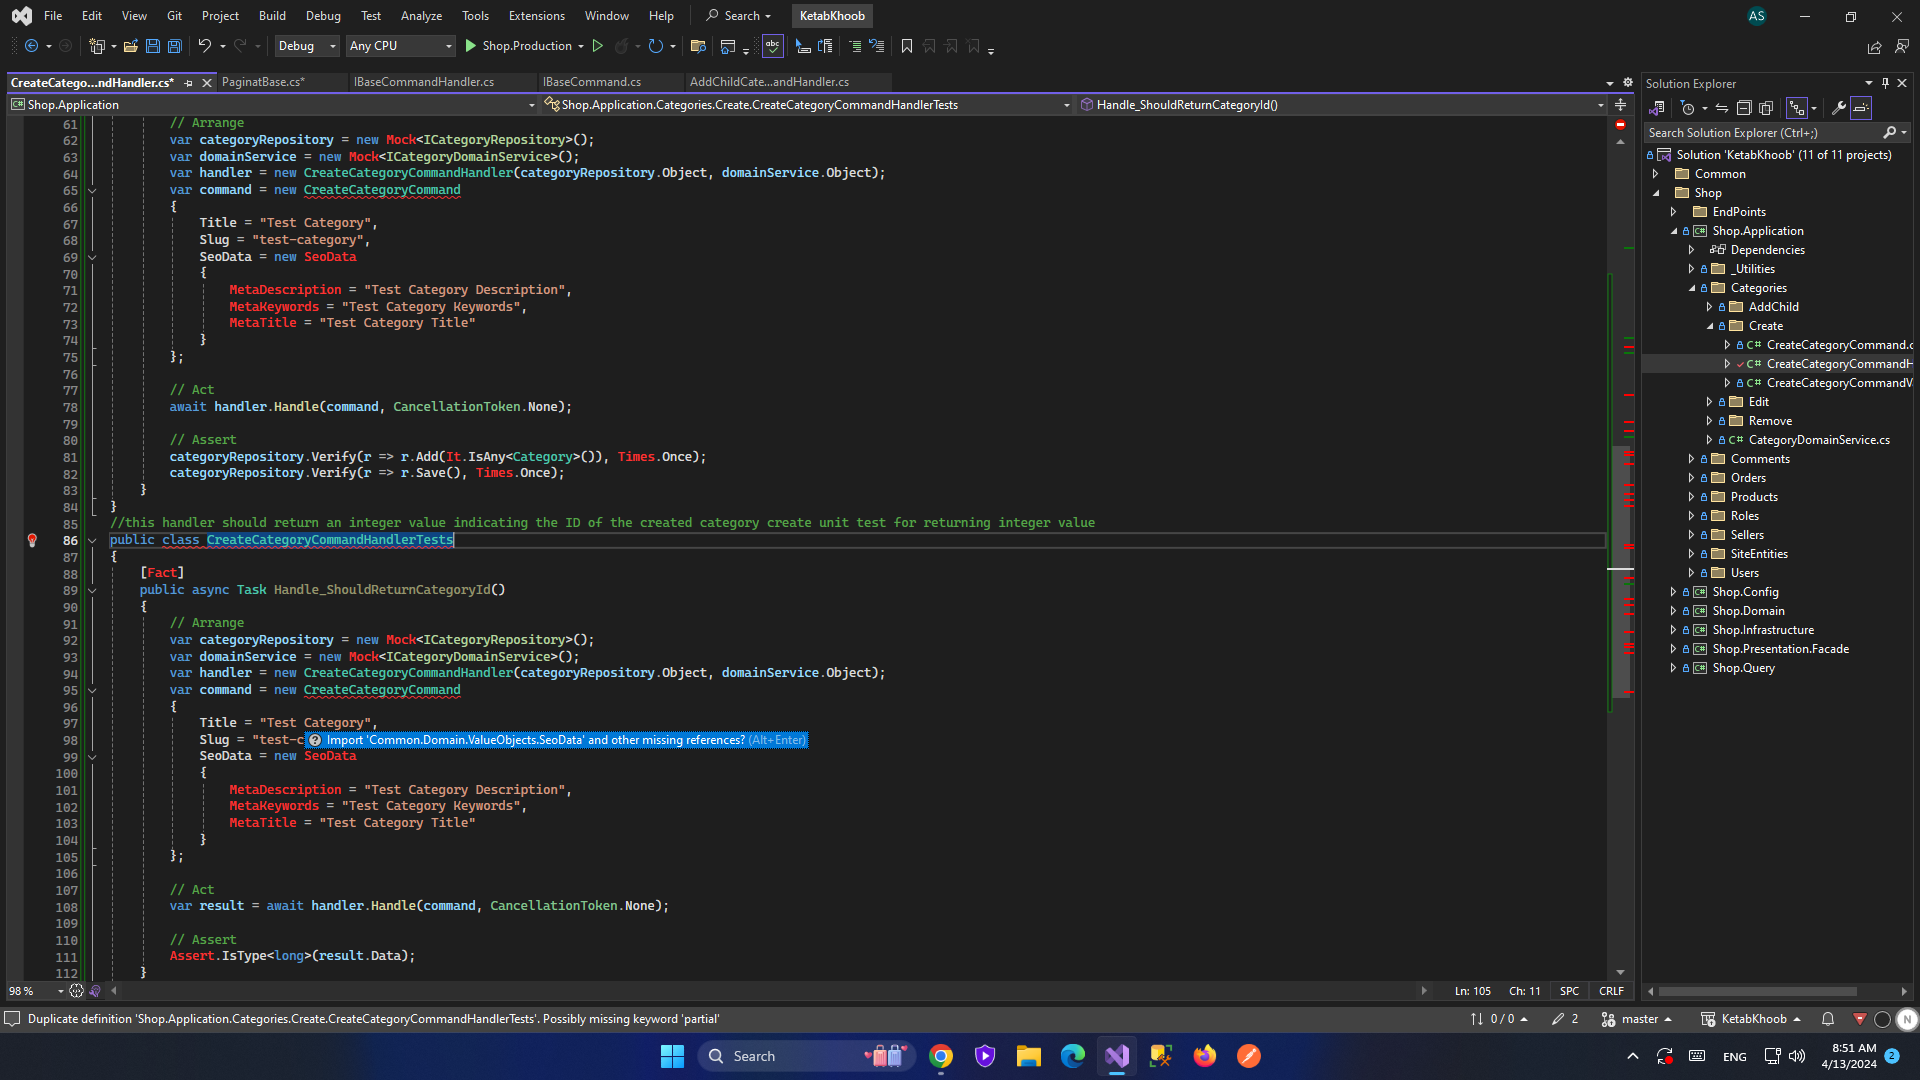 File Edit View Git Project Build Debug Test Analyze Tools Extensions Window Help Search KetabKhoob AS
Debug Any CPU Shop.Production
CreateCatego...ndHandler.cs* PaginatBase.cs* IBaseCommandHandler.cs IBaseCommand.cs AddChildCate...andHandler.cs
Shop.Application Shop.Application.Categories.Create.CreateCategoryCommandHandlerTests Handle_ShouldReturnCategoryId()
61 // Arrange
62 var categoryRepository = new Mock<ICategoryRepository>();
63 var domainService = new Mock<ICategoryDomainService>();
64 var handler = new CreateCategoryCommandHandler(categoryRepository.Object, domainService.Object);
65 var command = new CreateCategoryCommand
66 {
67 Title = "Test Category",
68 Slug = "test-category",
69 SeoData = new SeoData
70 {
71 MetaDescription = "Test Category Description",
72 MetaKeywords = "Test Category Keywords",
73 MetaTitle = "Test Category Title"
74 }
75 };
76
77 // Act
78 await handler.Handle(command, CancellationToken.None);
79
80 // Assert
81 categoryRepository.Verify(r => r.Add(It.IsAny<Category>()), Times.Once);
82 categoryRepository.Verify(r => r.Save(), Times.Once);
83 }
84 }
85 //this handler should return an integer value indicating the ID of the created category create unit test for returning integer value
86 public class CreateCategoryCommandHandlerTests
87 {
88 [Fact]
89 public async Task Handle_ShouldReturnCategoryId()
90 {
91 // Arrange
92 var categoryRepository = new Mock<ICategoryRepository>();
93 var domainService = new Mock<ICategoryDomainService>();
94 var handler = new CreateCategoryCommandHandler(categoryRepository.Object, domainService.Object);
95 var command = new CreateCategoryCommand
96 {
97 Title = "Test Category",
98 Slug = "test-c Import 'Common.Domain.ValueObjects.SeoData' and other missing references? (Alt+Enter)
99 SeoData = new SeoData
100 {
101 MetaDescription = "Test Category Description",
102 MetaKeywords = "Test Category Keywords",
103 MetaTitle = "Test Category Title"
104 }
105 };
106
107 // Act
108 var result = await handler.Handle(command, CancellationToken.None);
109
110 // Assert
111 Assert.IsType<long>(result.Data);
112 }
98 % Ln: 105 Ch: 11 SPC CRLF
Solution Explorer
Search Solution Explorer (Ctrl+;)
Solution 'KetabKhoob' (11 of 11 projects)
Common
Shop
EndPoints
Shop.Application
Dependencies
_Utilities
Categories
AddChild
Create
CreateCategoryCommand.c
CreateCategoryCommandH
CreateCategoryCommandV
Edit
Remove
CategoryDomainService.cs
Comments
Orders
Products
Roles
Sellers
SiteEntities
Users
Shop.Config
Shop.Domain
Shop.Infrastructure
Shop.Presentation.Facade
Shop.Query
Duplicate definition 'Shop.Application.Categories.Create.CreateCategoryCommandHandlerTests'. Possibly missing keyword 'partial' 0 / 0 2 master KetabKhoob N
Search ENG 8:51 AM
4/13/2024 2